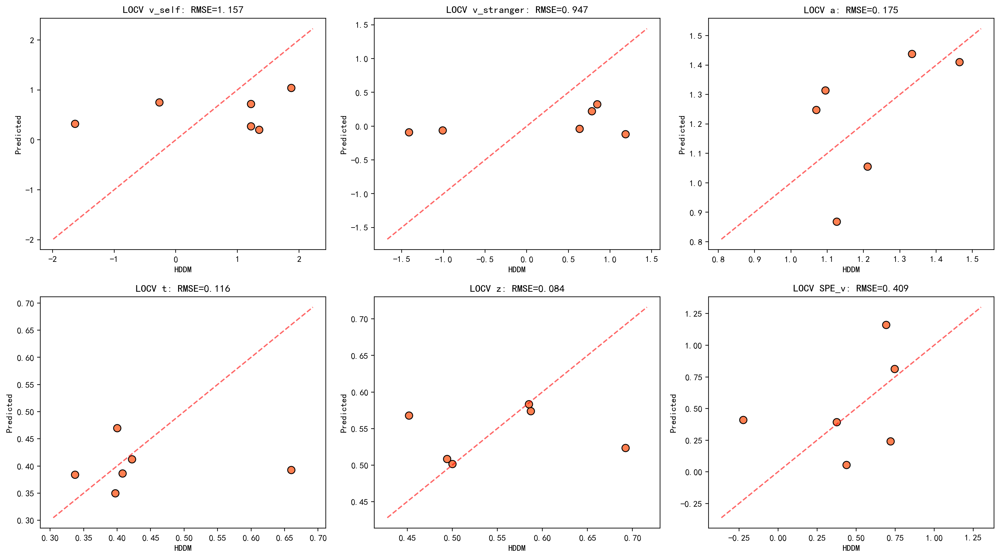 LOCV v_self: RMSE=1.157
Predicted
2
1
0
−1
−2
−2 −1 0 1 2
HDDM
LOCV v_stranger: RMSE=0.947
Predicted
1.5
1.0
0.5
0.0
−0.5
−1.0
−1.5
−1.5 −1.0 −0.5 0.0 0.5 1.0 1.5
HDDM
LOCV a: RMSE=0.175
Predicted
1.5
1.4
1.3
1.2
1.1
1.0
0.9
0.8
0.8 0.9 1.0 1.1 1.2 1.3 1.4 1.5
HDDM
LOCV t: RMSE=0.116
Predicted
0.70
0.65
0.60
0.55
0.50
0.45
0.40
0.35
0.30
0.30 0.35 0.40 0.45 0.50 0.55 0.60 0.65 0.70
HDDM
LOCV z: RMSE=0.084
Predicted
0.70
0.65
0.60
0.55
0.50
0.45
0.45 0.50 0.55 0.60 0.65 0.70
HDDM
LOCV SPE_v: RMSE=0.409
Predicted
1.25
1.00
0.75
0.50
0.25
0.00
−0.25
−0.25 0.00 0.25 0.50 0.75 1.00 1.25
HDDM